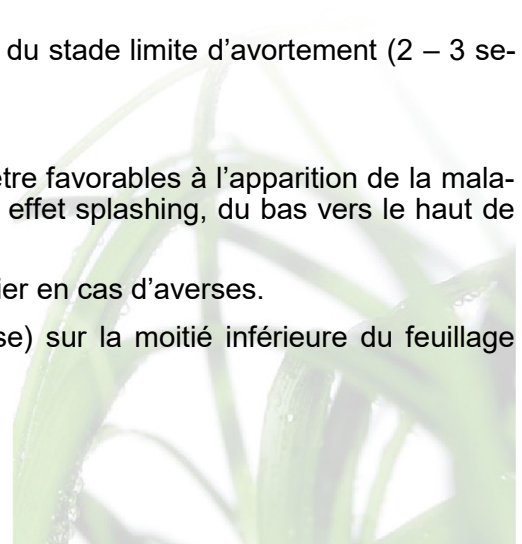 du stade limite d’avortement (2 – 3 se-
être favorables à l’apparition de la mala-
effet splashing, du bas vers le haut de
ier en cas d’averses.
se) sur la moitié inférieure du feuillage